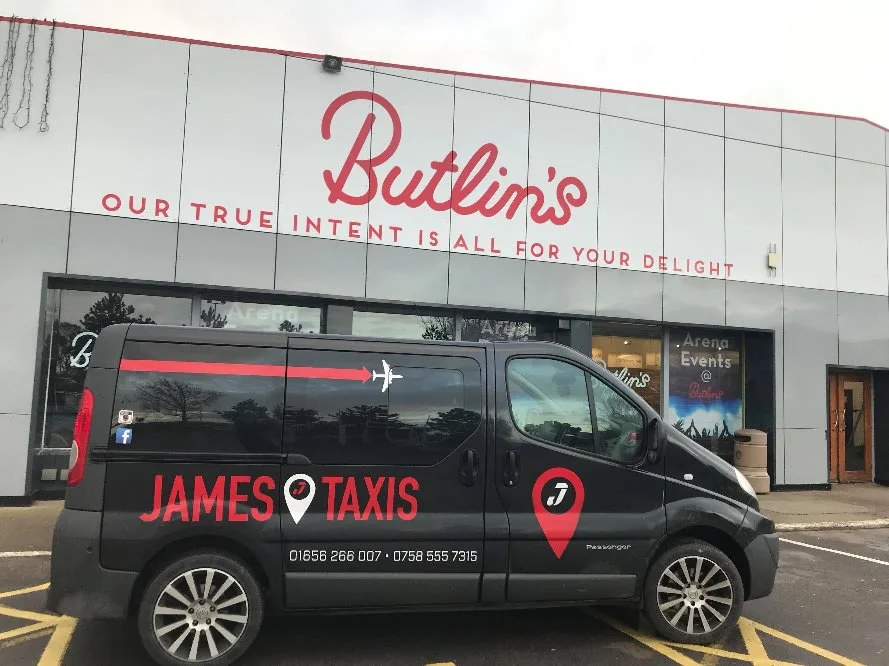 Butlin's
OUR TRUE INTENT IS ALL FOR YOUR DELIGHT
Arena
Events
Arena
Butlin's
Arena
Events
@
Butlin's
JAMES J TAXIS
J
01656 266 007 • 0758 555 7315
Passenger